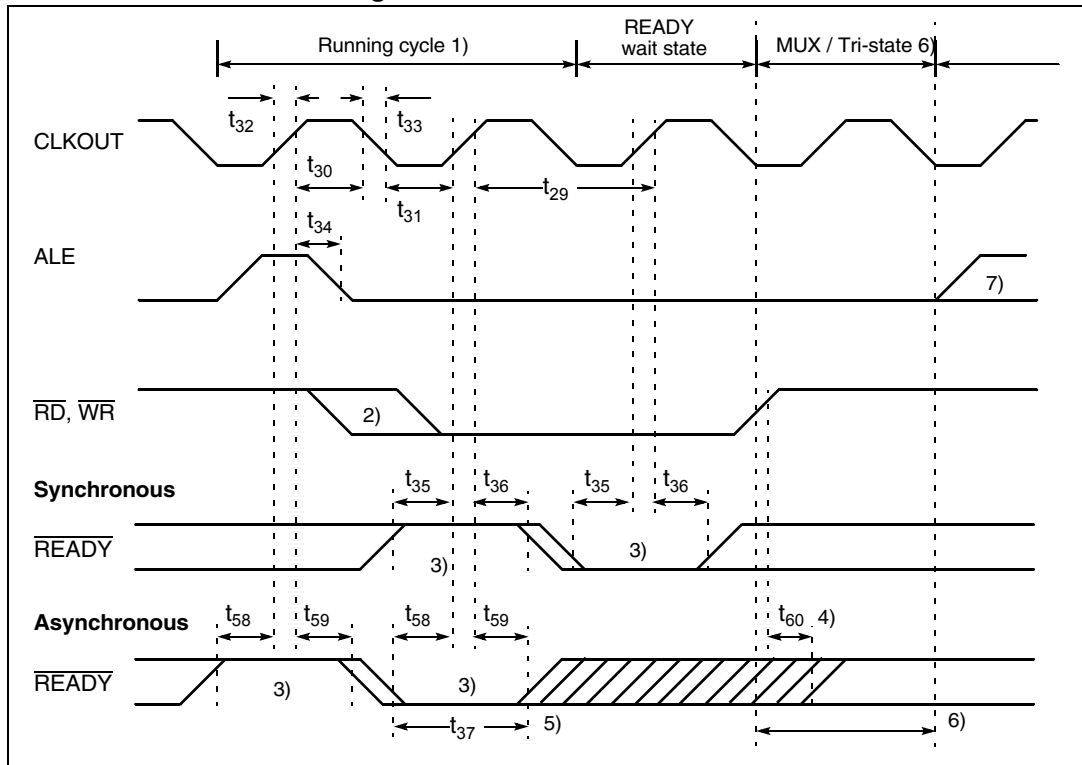 READY
wait state
Running cycle 1)
MUX / Tri-state 6)
t32
t33
CLKOUT
t30
t31
t29
t34
ALE
7)
RD, WR
2)
Synchronous
t35
t36
t35
t36
READY
3)
3)
Asynchronous
t58
t59
t58
t59
t60
4)
READY
3)
3)
t37
5)
6)